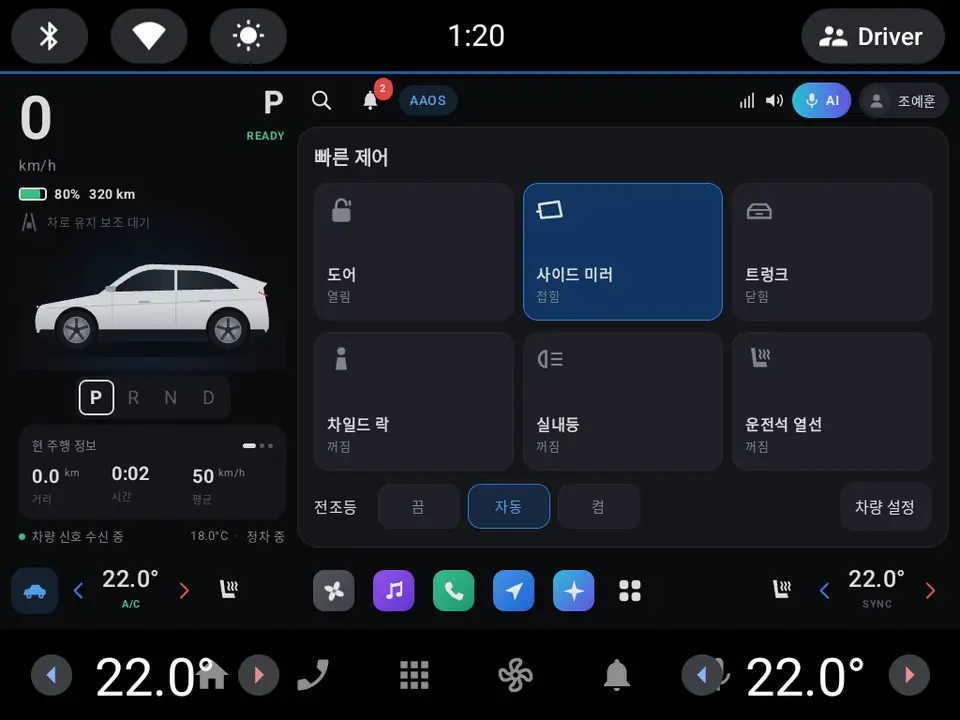 1:20
Driver
0
P
READY
km/h
80% 320 km
차로 유지 보조 대기
P R N D
현 주행 정보
0.0 km 0:02 50 km/h
거리 시간 평균
차량 신호 수신 중 18.0°C · 정차 중
2
AAOS
AI
조예훈
빠른 제어
도어
열림
사이드 미러
접힘
트렁크
닫힘
차일드 락
꺼짐
실내등
꺼짐
운전석 열선
꺼짐
전조등 끔 자동 켬 차량 설정
22.0°
A/C
22.0°
SYNC
22.0° 22.0°